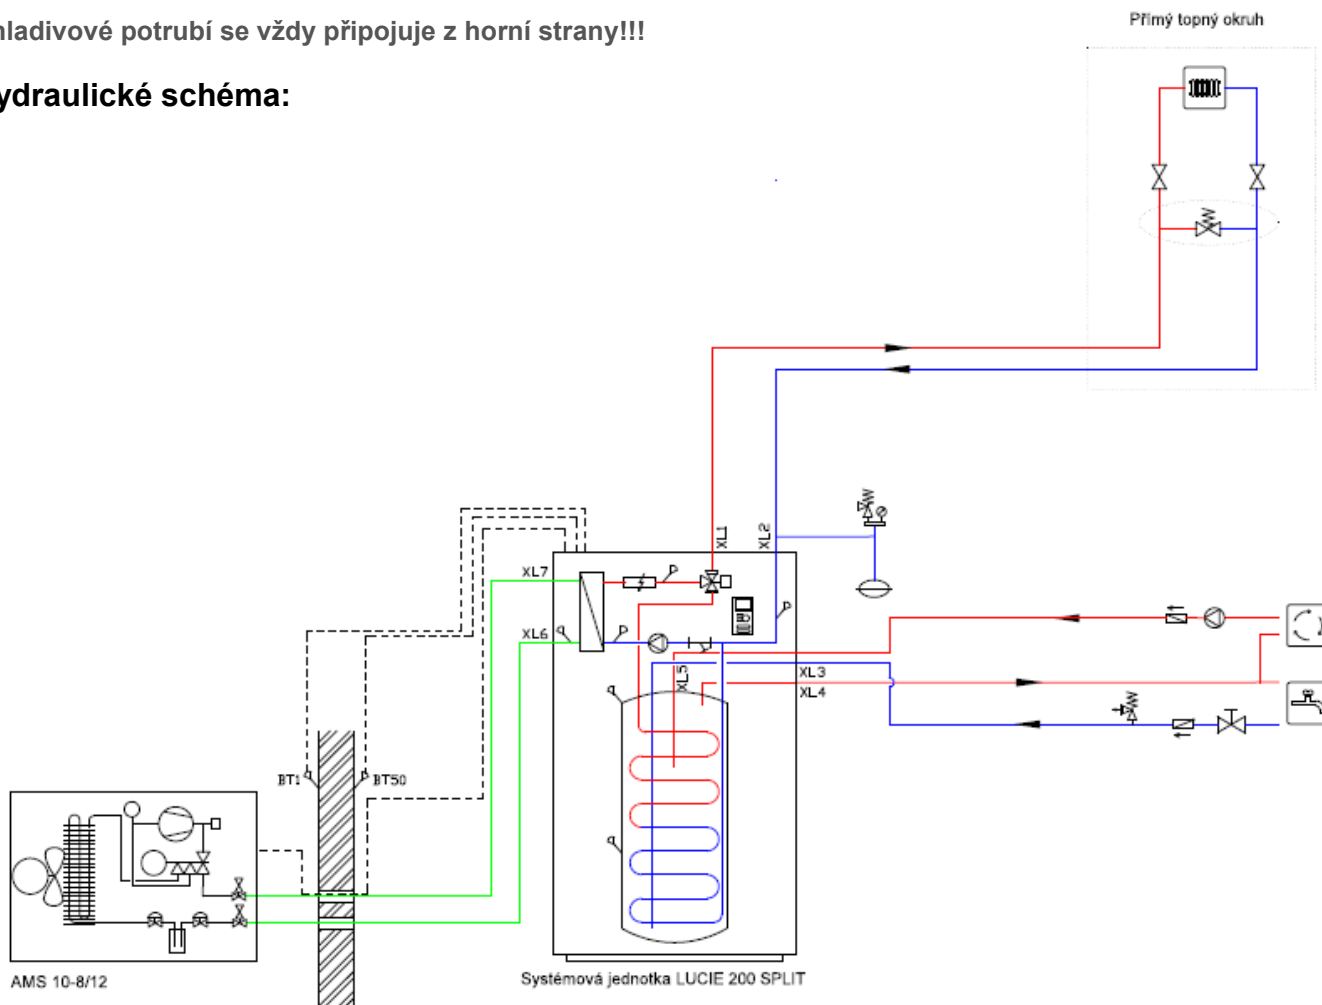 hladivové potrubí se vždy připojuje z horní strany!!!
ydraulické schéma:
Přímý topný okruh
XL1
XL2
XL7
XL6
XL5
XL3
XL4
BT1
BT50
AMS 10-8/12
Systémová jednotka LUCIE 200 SPLIT